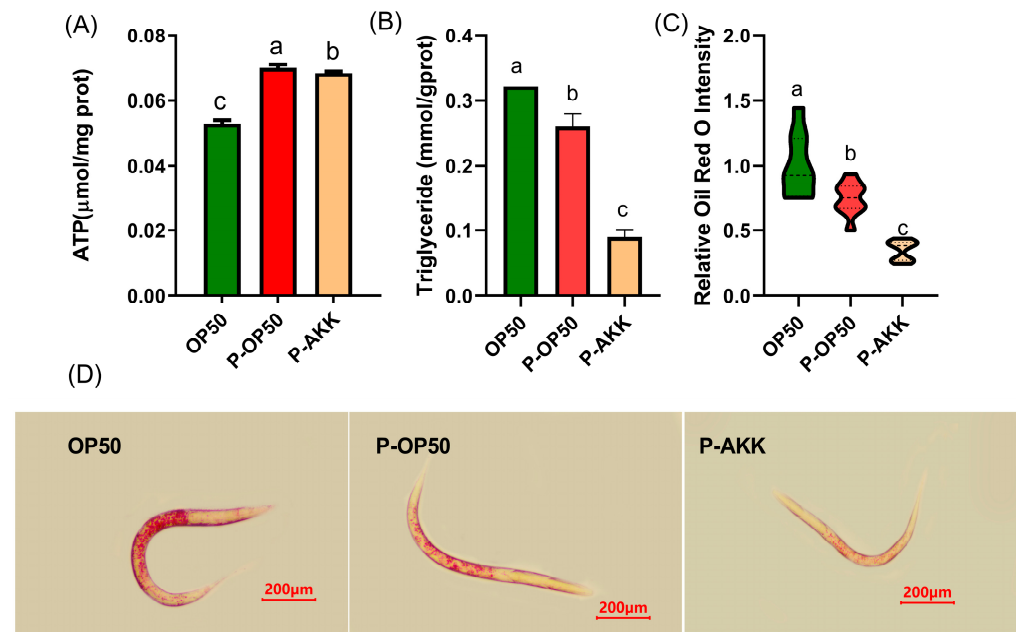 (A)
ATP(μmol/mg prot)
0.08
0.06
0.04
0.02
0.00
c
a
b
OP50
P-OP50
P-AKK
(B)
Triglyceride (mmol/gprot)
0.4
0.3
0.2
0.1
0.0
a
b
c
OP50
P-OP50
P-AKK
(C)
Relative Oil Red O Intensity
2.0
1.5
1.0
0.5
0.0
a
b
c
OP50
P-OP50
P-AKK
(D)
OP50
200μm
P-OP50
200μm
P-AKK
200μm